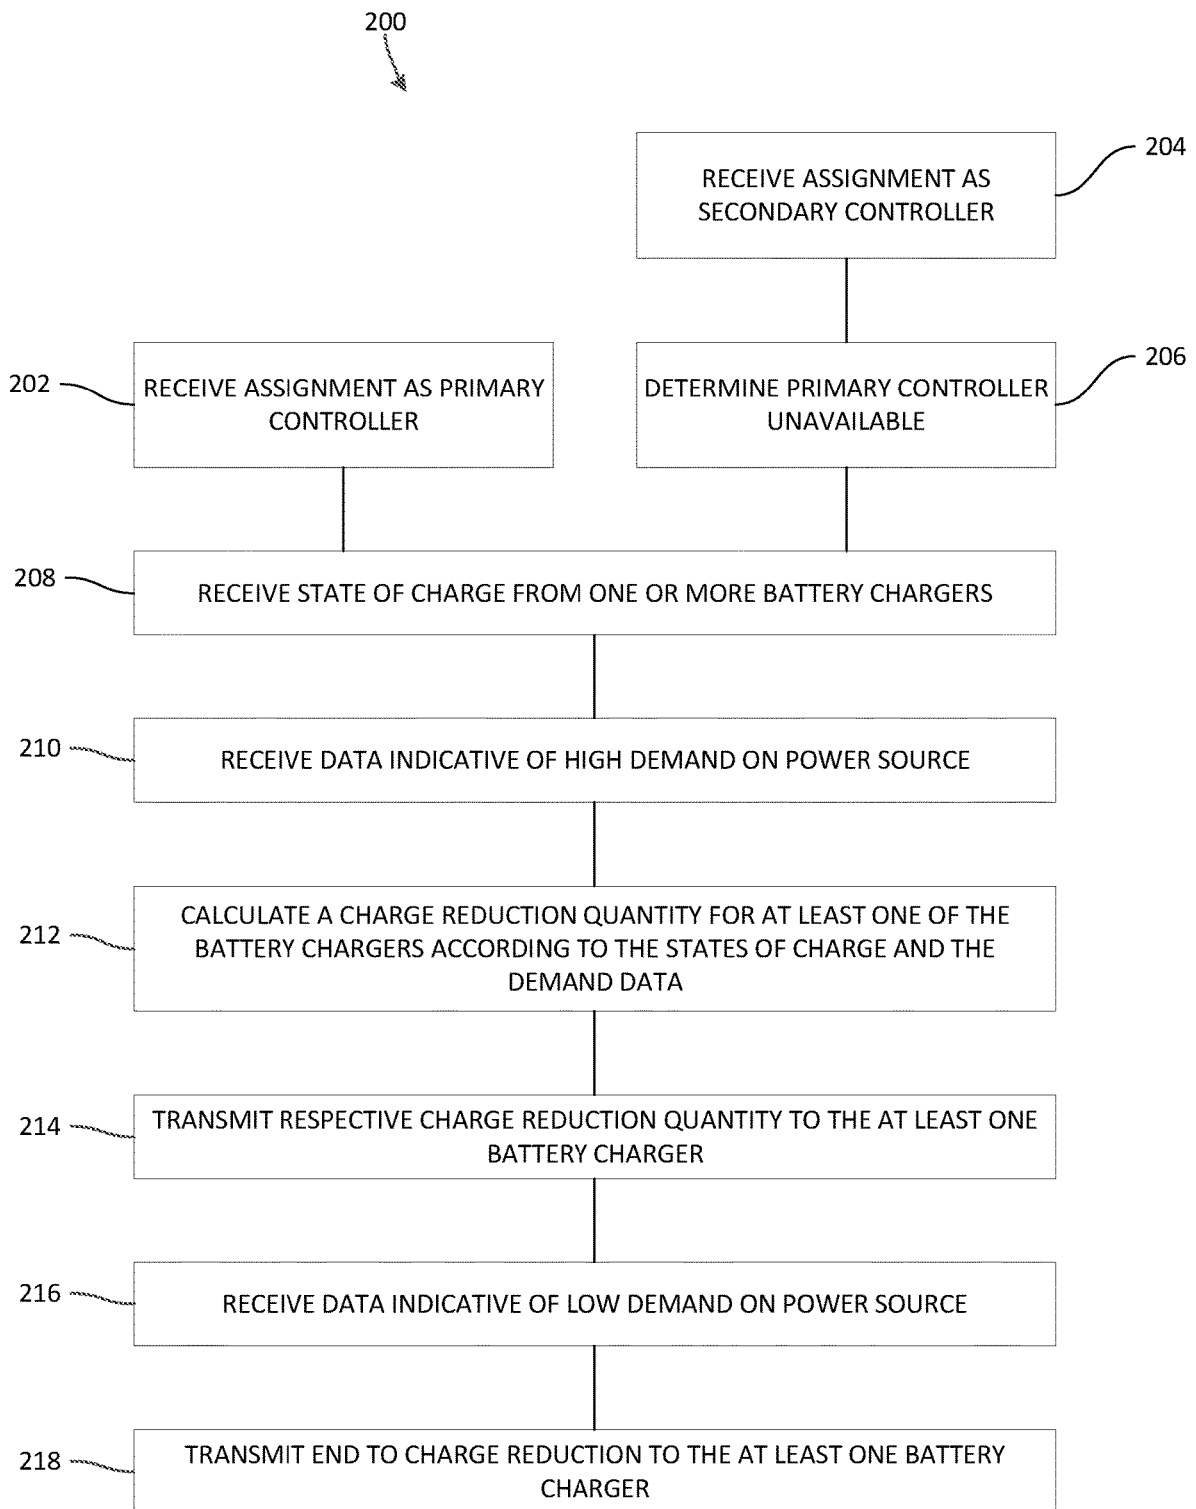 200
204
RECEIVE ASSIGNMENT AS
SECONDARY CONTROLLER
206
202
RECEIVE ASSIGNMENT AS PRIMARY
CONTROLLER
DETERMINE PRIMARY CONTROLLER
UNAVAILABLE
208
RECEIVE STATE OF CHARGE FROM ONE OR MORE BATTERY CHARGERS
210
RECEIVE DATA INDICATIVE OF HIGH DEMAND ON POWER SOURCE
212
CALCULATE A CHARGE REDUCTION QUANTITY FOR AT LEAST ONE OF THE
BATTERY CHARGERS ACCORDING TO THE STATES OF CHARGE AND THE
DEMAND DATA
214
TRANSMIT RESPECTIVE CHARGE REDUCTION QUANTITY TO THE AT LEAST ONE
BATTERY CHARGER
216
RECEIVE DATA INDICATIVE OF LOW DEMAND ON POWER SOURCE
218
TRANSMIT END TO CHARGE REDUCTION TO THE AT LEAST ONE BATTERY
CHARGER